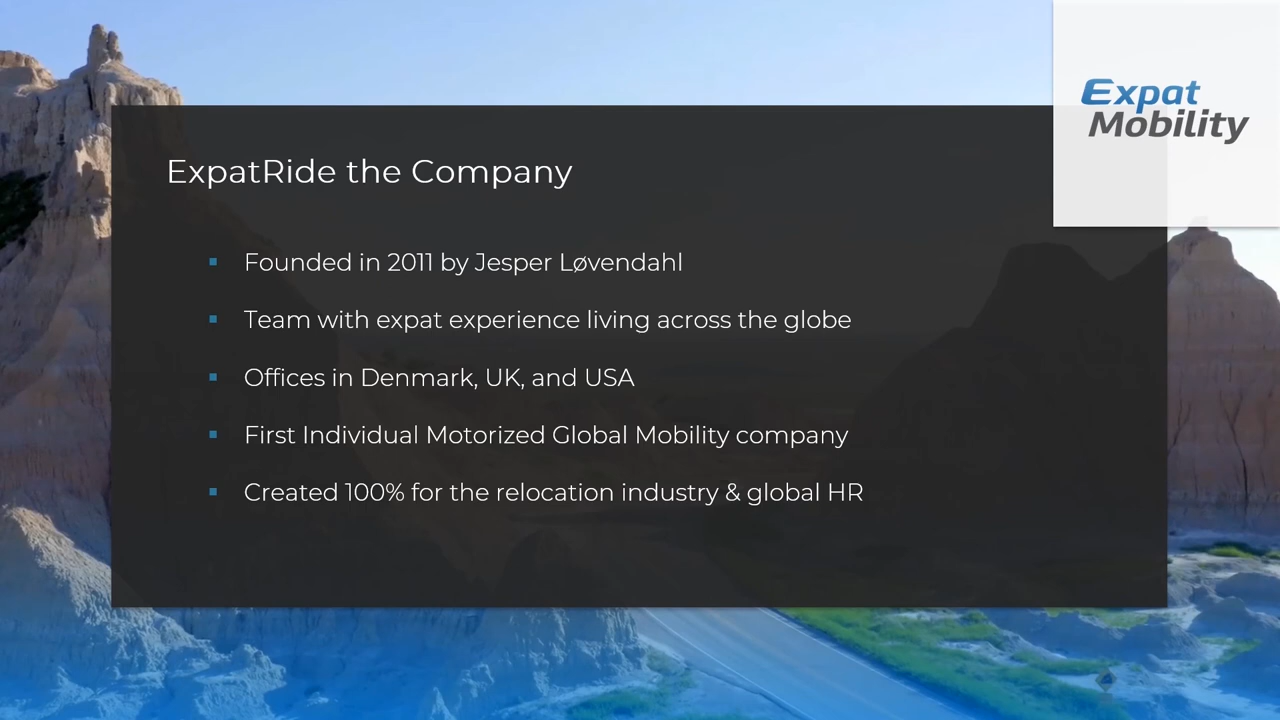 Expat
Mobility
ExpatRide the Company
Founded in 2011 by Jesper Løvendahl
Team with expat experience living across the globe
Offices in Denmark, UK, and USA
First Individual Motorized Global Mobility company
Created 100% for the relocation industry & global HR